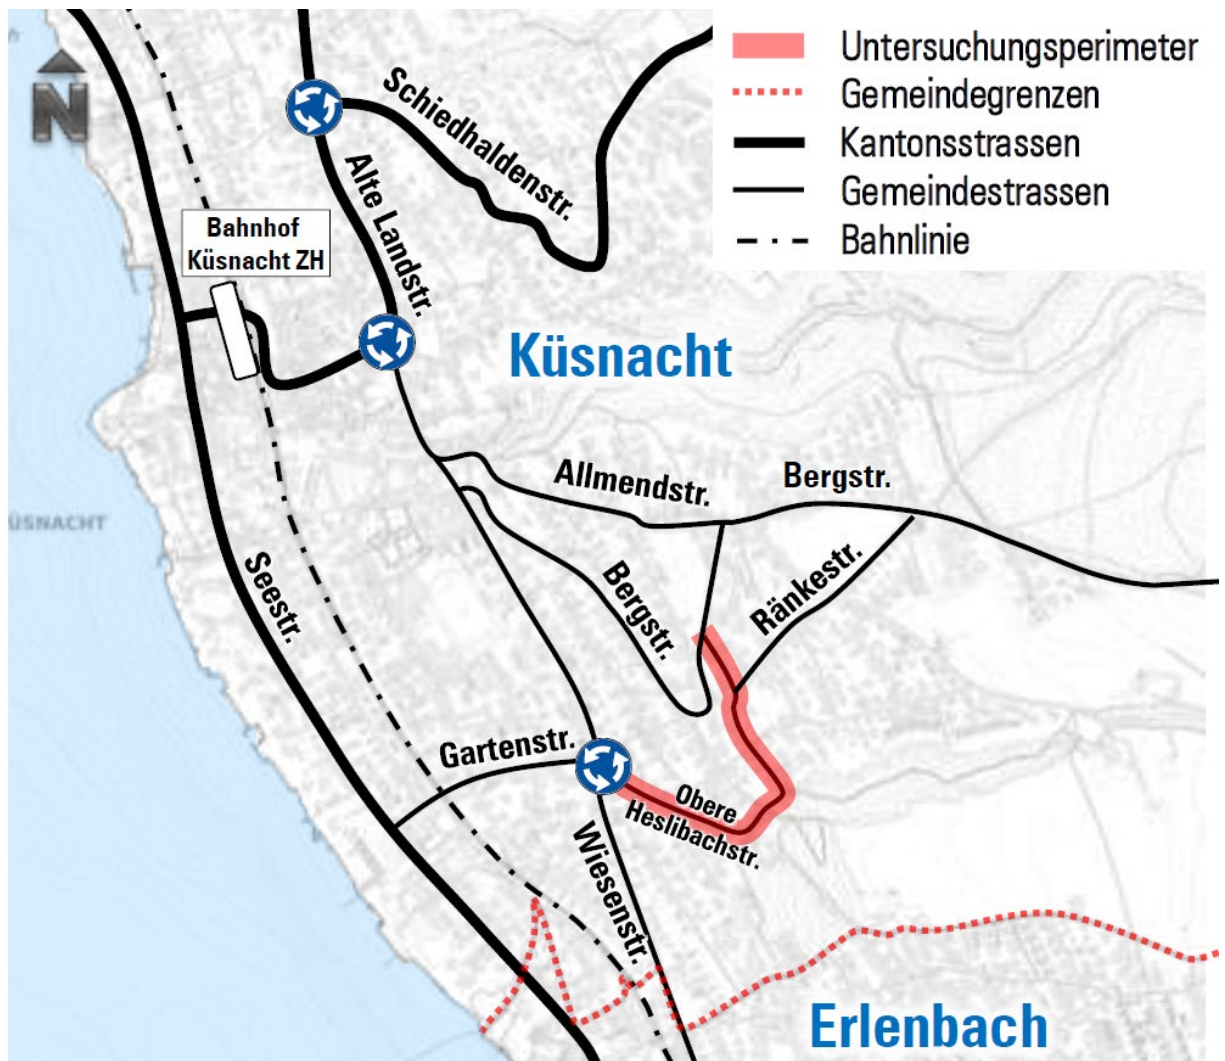 N
Untersuchungsperimeter
Gemeindegrenzen
Kantonsstrassen
Gemeindestrassen
Bahnlinie
Schiedhaldenstr.
Alte Landstr.
Bahnhof
Küsnacht ZH
Küsnacht
Allmendstr.
Bergstr.
ÜSNACHT
Seestr.
Bergstr.
Ränkestr.
Gartenstr.
Obere
Heslibachstr.
Wiesenstr.
Erlenbach